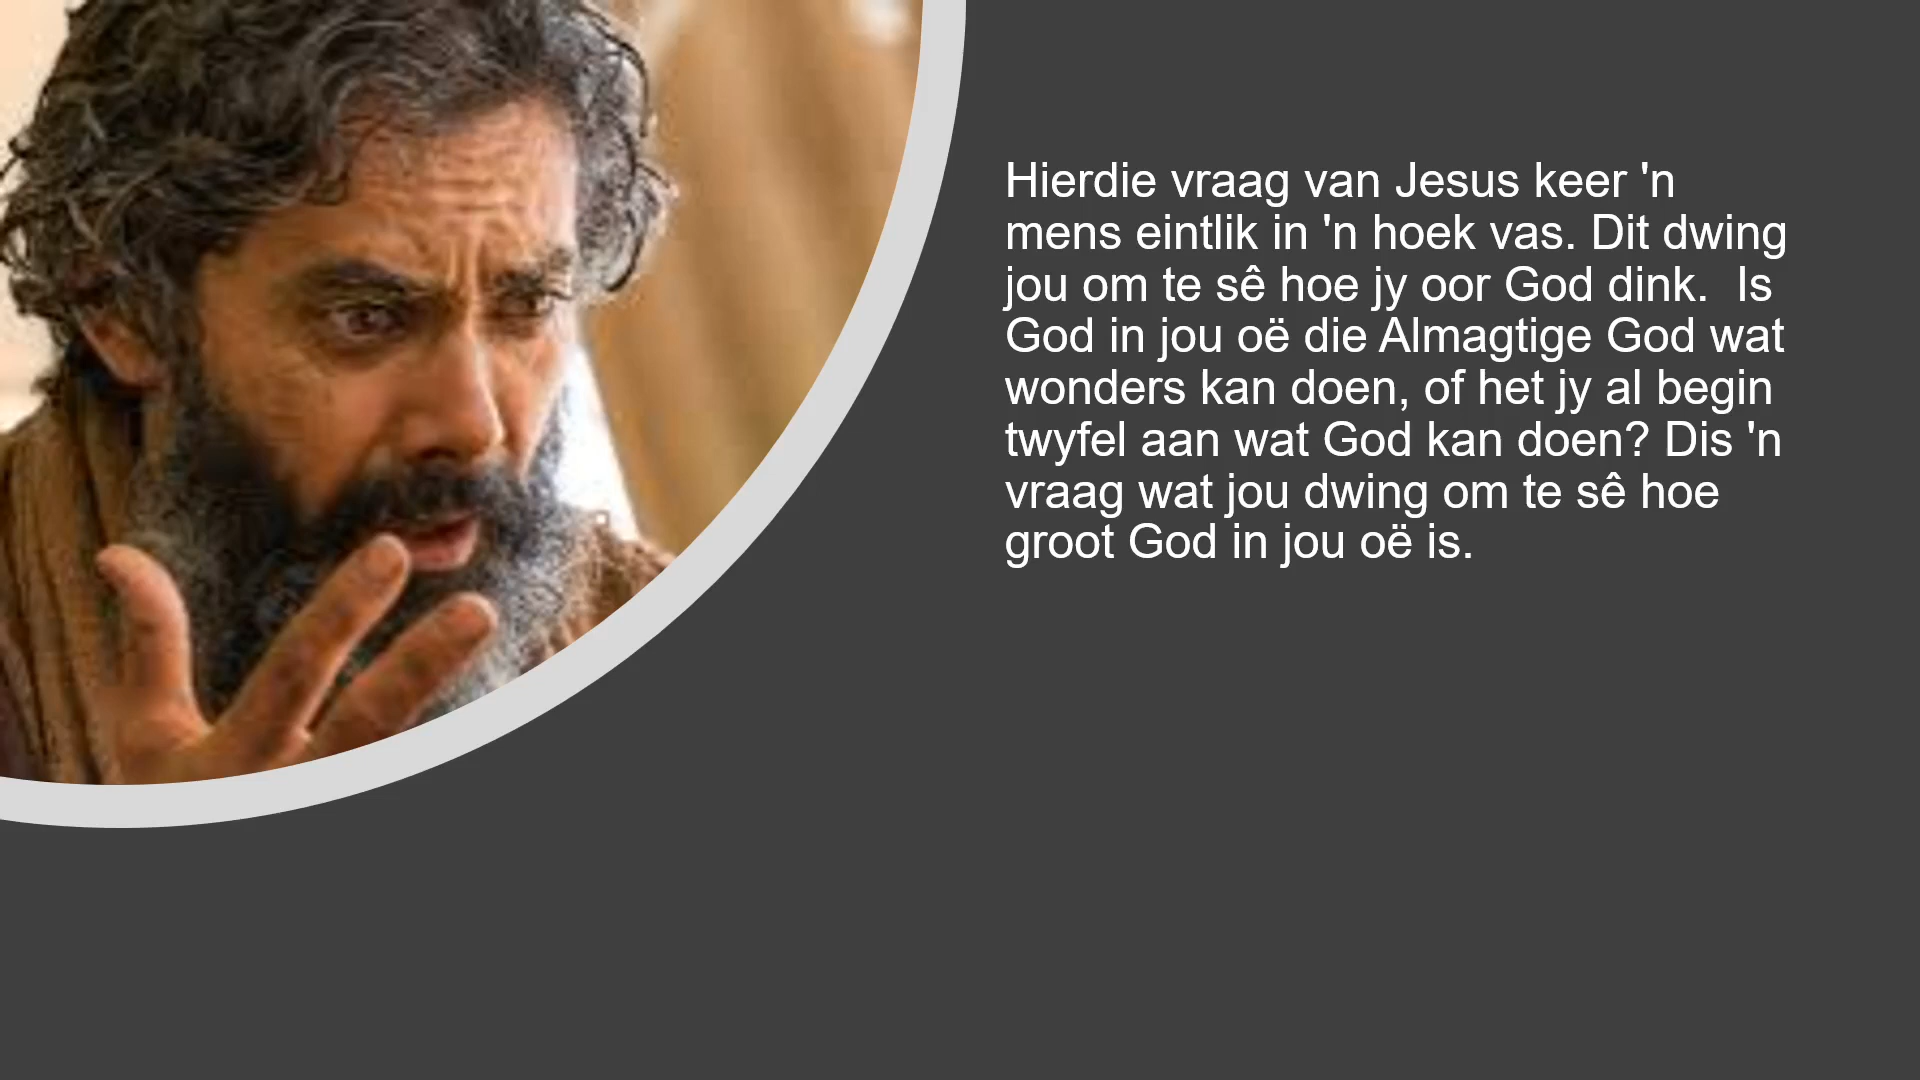 Hierdie vraag van Jesus keer 'n
mens eintlik in 'n hoek vas. Dit dwing
jou om te sê hoe jy oor God dink.  Is
God in jou oë die Almagtige God wat
wonders kan doen, of het jy al begin
twyfel aan wat God kan doen? Dis 'n
vraag wat jou dwing om te sê hoe
groot God in jou oë is.